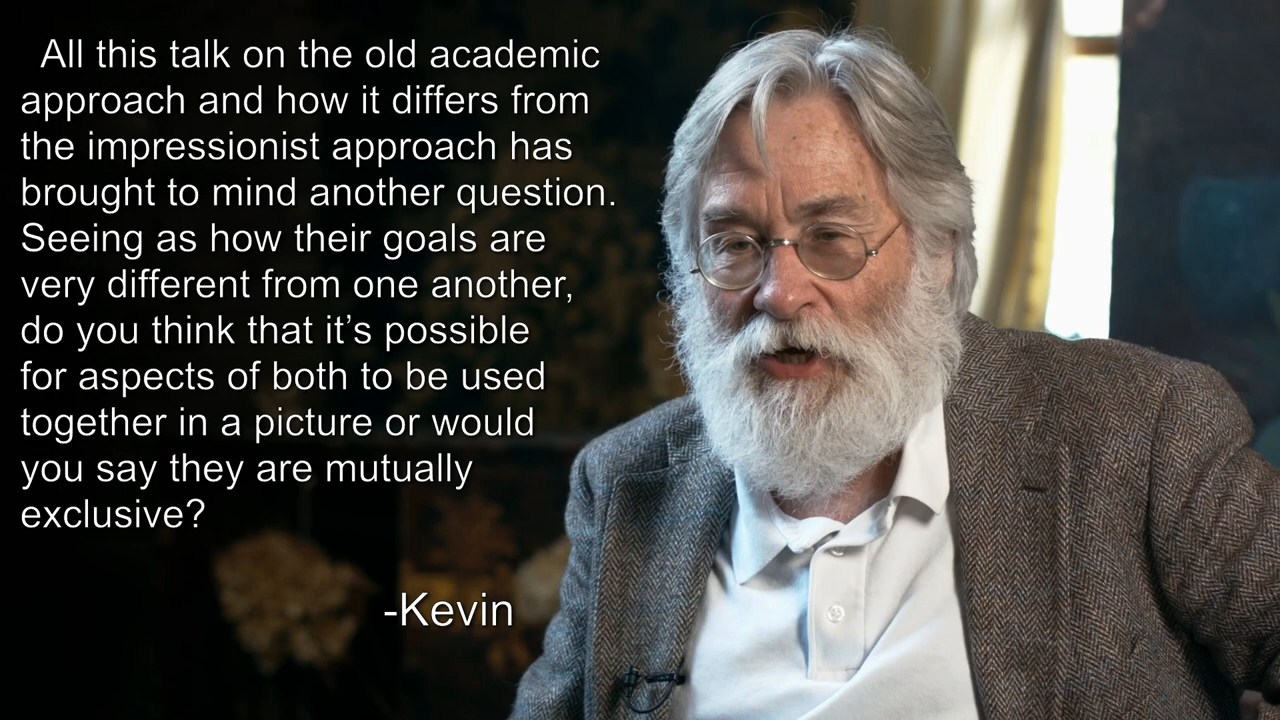 All this talk on the old academic
approach and how it differs from
the impressionist approach has
brought to mind another question.
Seeing as how their goals are
very different from one another,
do you think that it’s possible
for aspects of both to be used
together in a picture or would
you say they are mutually
exclusive?
-Kevin